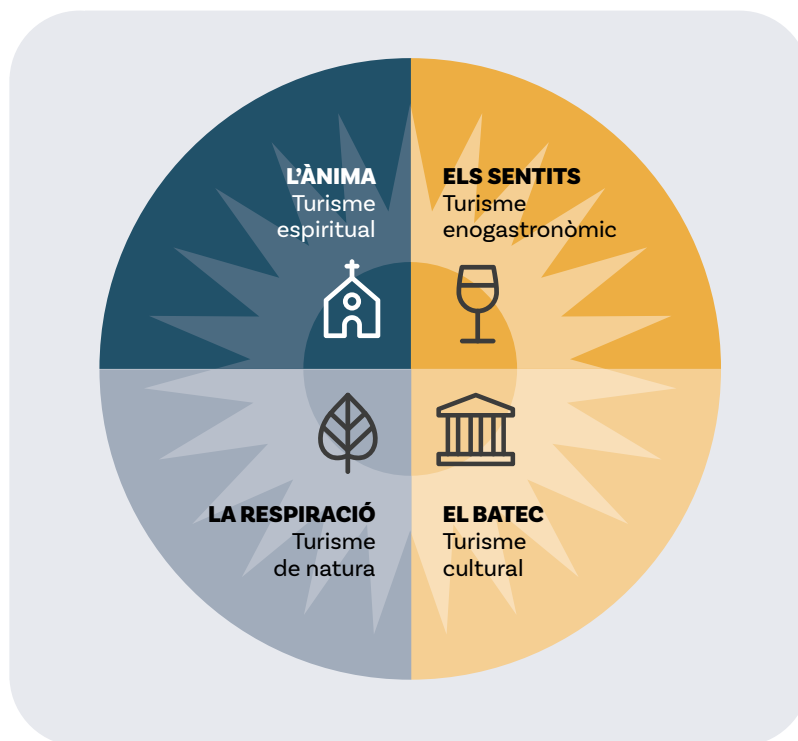 L'ÀNIMA
Turisme
espiritual
ELS SENTITS
Turisme
enogastronòmic
LA RESPIRACIÓ
Turisme
de natura
EL BATEC
Turisme
cultural